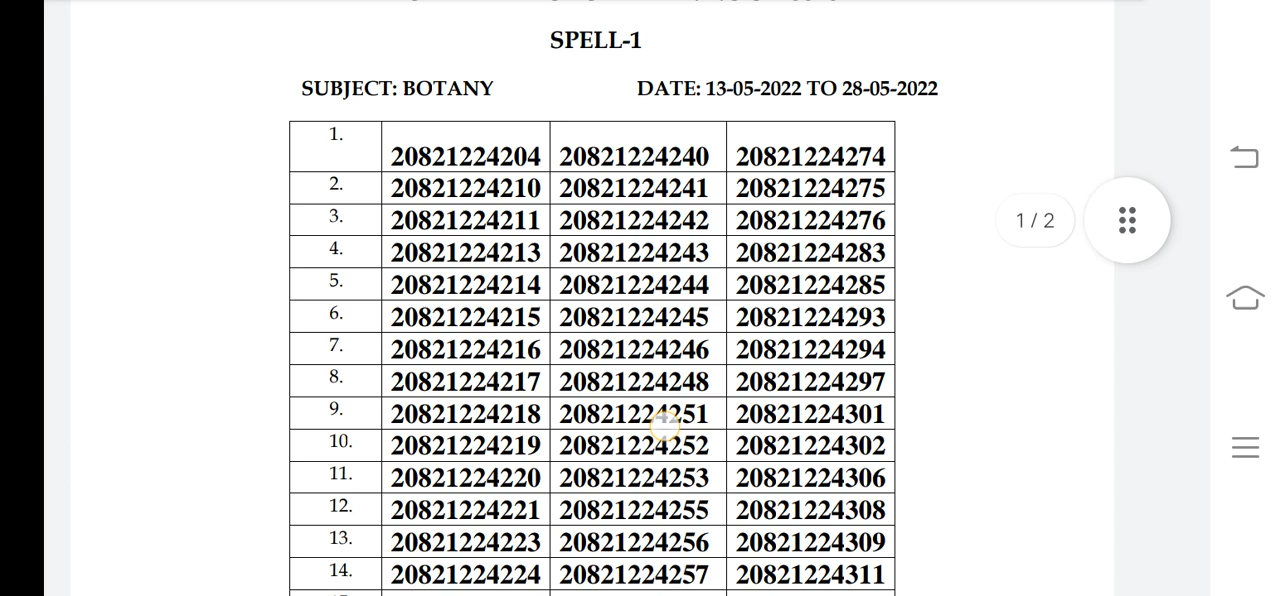 SPELL-1
SUBJECT: BOTANY DATE: 13-05-2022 TO 28-05-2022
1. 20821224204 20821224240 20821224274
2. 20821224210 20821224241 20821224275
3. 20821224211 20821224242 20821224276
4. 20821224213 20821224243 20821224283
5. 20821224214 20821224244 20821224285
6. 20821224215 20821224245 20821224293
7. 20821224216 20821224246 20821224294
8. 20821224217 20821224248 20821224297
9. 20821224218 20821224251 20821224301
10. 20821224219 20821224252 20821224302
11. 20821224220 20821224253 20821224306
12. 20821224221 20821224255 20821224308
13. 20821224223 20821224256 20821224309
14. 20821224224 20821224257 20821224311
1 / 2